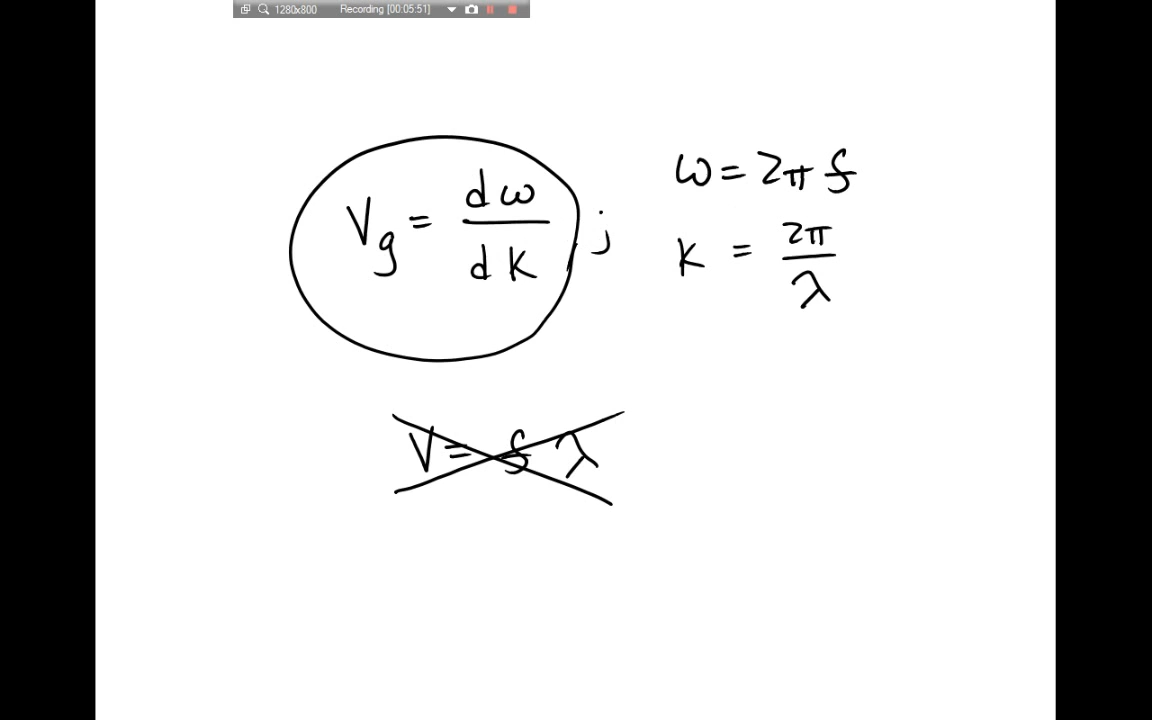 1280x800 Recording [00:05:51]
Vg = dω/dk ; ω = 2π f
k = 2π/λ
V = f λ